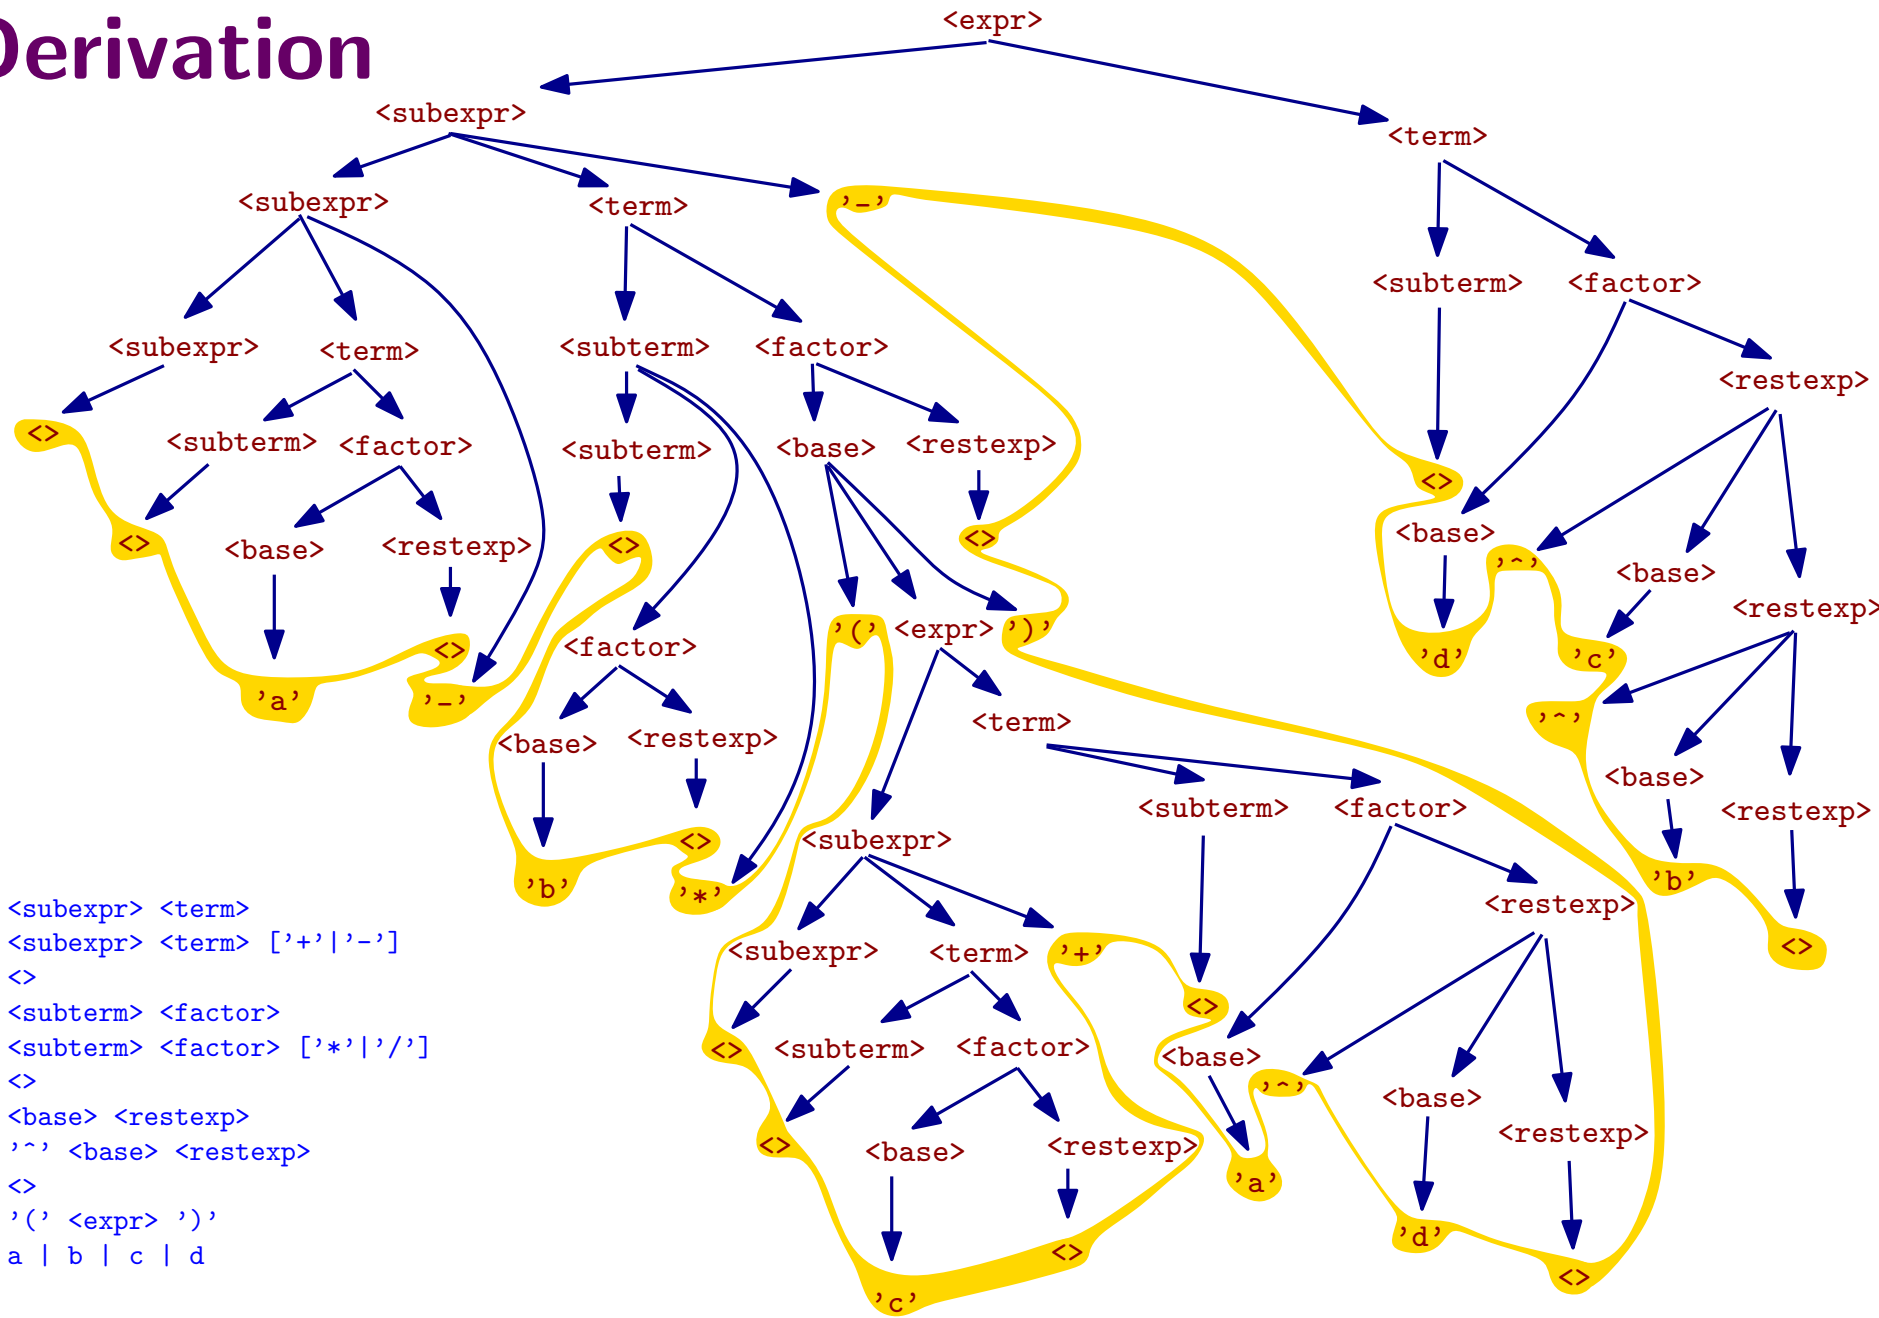 Derivation
<expr>
<subexpr>
<term>
<subexpr> <term> '-'
<subterm> <factor>
<subexpr> <term> <subterm> <factor>
<restexp>
<> <subterm> <factor> <subterm> <base> <restexp>
<>
<> <base> <restexp> <> <> <base> '^' <base>
<restexp>
<> <factor> '(' <expr> ')' 'd' 'c'
'a' '-' <base> <restexp> <term> '^'
<base> <restexp>
<> <subexpr> <subterm> <factor>
'b' '*' 'b'
<restexp>
<subexpr> <term> '+' <>
<>
<> <subterm> <factor> <base> '^' <base>
<restexp>
<> <base> <restexp> 'a'
'd'
<> <>
'c'
<subexpr> <term>
<subexpr> <term> ['+'|'-']
<>
<subterm> <factor>
<subterm> <factor> ['*'|'/']
<>
<base> <restexp>
'^' <base> <restexp>
<>
'(' <expr> ')'
a | b | c | d